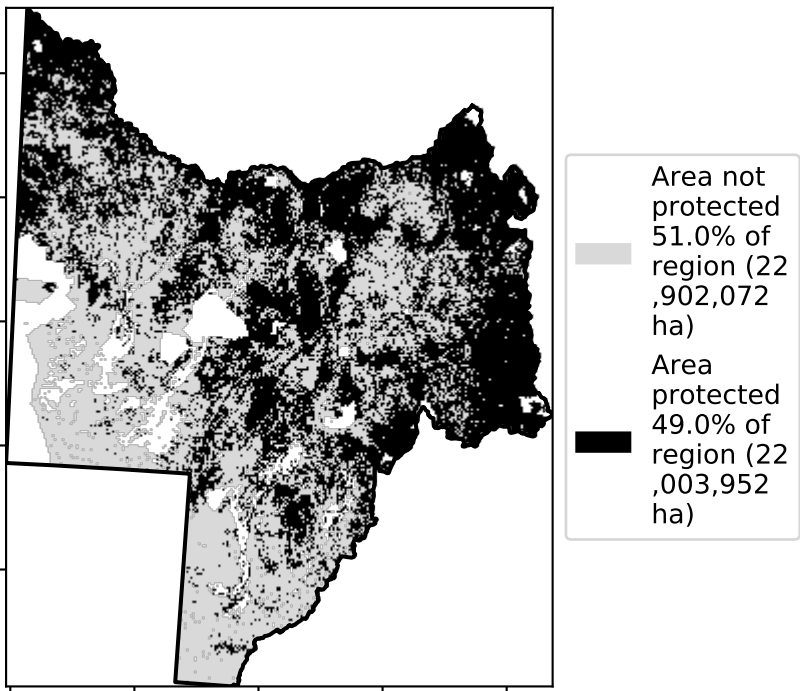 Area not
protected
51.0% of
region (22
,902,072
ha)
Area
protected
49.0% of
region (22
,003,952
ha)